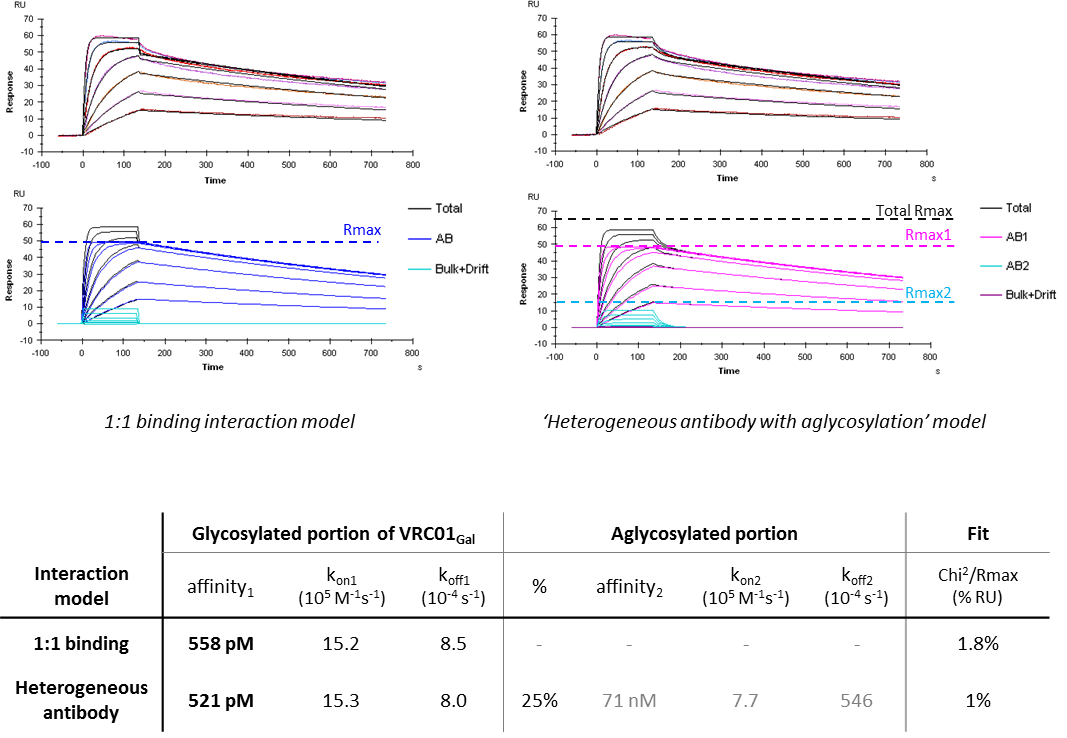 RU
70
60
50
40
30
20
10
0
-10
Response
-100 0 100 200 300 400 500 600 700 800
Time
RU
70
60
50
40
30
20
10
0
-10
Response
-100 0 100 200 300 400 500 600 700 800
Time s
RU
70
60
50
40
30
20
10
0
-10
Response
-100 0 100 200 300 400 500 600 700 800
Time s
Rmax
Total
AB
Bulk+Drift
RU
70
60
50
40
30
20
10
0
-10
Response
-100 0 100 200 300 400 500 600 700 800
Time s
Total Rmax
Rmax1
Rmax2
Total
AB1
AB2
Bulk+Drift
1:1 binding interaction model
‘Heterogeneous antibody with aglycosylation’ model
Glycosylated portion of VRC01Gal Aglycosylated portion Fit
Interaction model affinity1 kon1 (10^5 M-1s-1) koff1 (10^-4 s-1) % affinity2 kon2 (10^5 M-1s-1) koff2 (10^-4 s-1) Chi²/Rmax (% RU)
1:1 binding 558 pM 15.2 8.5 - - - - 1.8%
Heterogeneous antibody 521 pM 15.3 8.0 25% 71 nM 7.7 546 1%